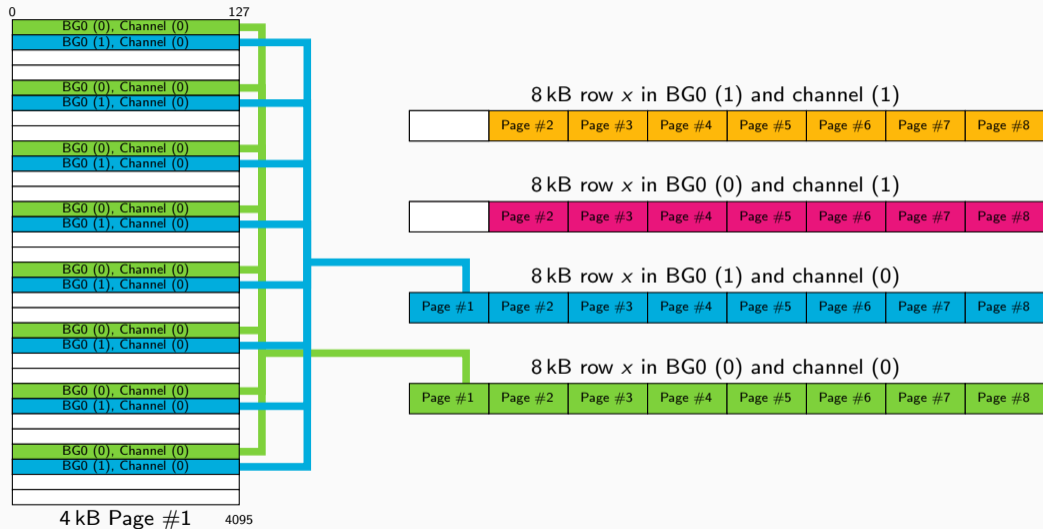 0 127
BG0 (0), Channel (0)
BG0 (1), Channel (0)
BG0 (0), Channel (0)
BG0 (1), Channel (0)
BG0 (0), Channel (0)
BG0 (1), Channel (0)
BG0 (0), Channel (0)
BG0 (1), Channel (0)
BG0 (0), Channel (0)
BG0 (1), Channel (0)
BG0 (0), Channel (0)
BG0 (1), Channel (0)
BG0 (0), Channel (0)
BG0 (1), Channel (0)
BG0 (0), Channel (0)
BG0 (1), Channel (0)
4 kB Page #1 4095
8 kB row x in BG0 (1) and channel (1)
Page #2 Page #3 Page #4 Page #5 Page #6 Page #7 Page #8
8 kB row x in BG0 (0) and channel (1)
Page #2 Page #3 Page #4 Page #5 Page #6 Page #7 Page #8
8 kB row x in BG0 (1) and channel (0)
Page #1 Page #2 Page #3 Page #4 Page #5 Page #6 Page #7 Page #8
8 kB row x in BG0 (0) and channel (0)
Page #1 Page #2 Page #3 Page #4 Page #5 Page #6 Page #7 Page #8